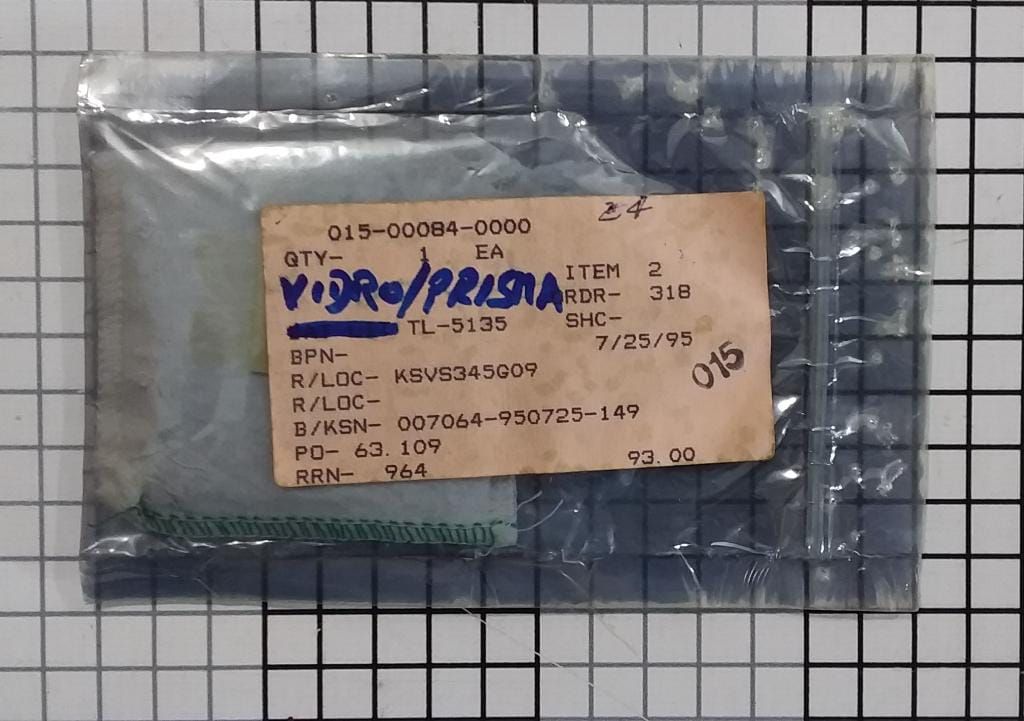 24
015-00084-0000
QTY- 1 EA
ITEM 2
VIDRO/PRISMA
RDR- 318
TL-5135
SHC-
7/25/95
BPN-
R/LOC- KSVS345G09
015
R/LOC-
B/KSN- 007064-950725-149
PO- 63.109
RRN- 964
93.00